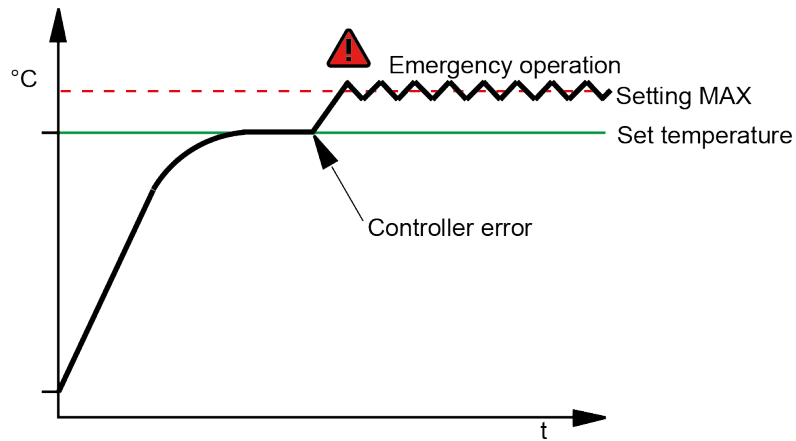 °C
!
Emergency operation
Setting MAX
Set temperature
Controller error
t